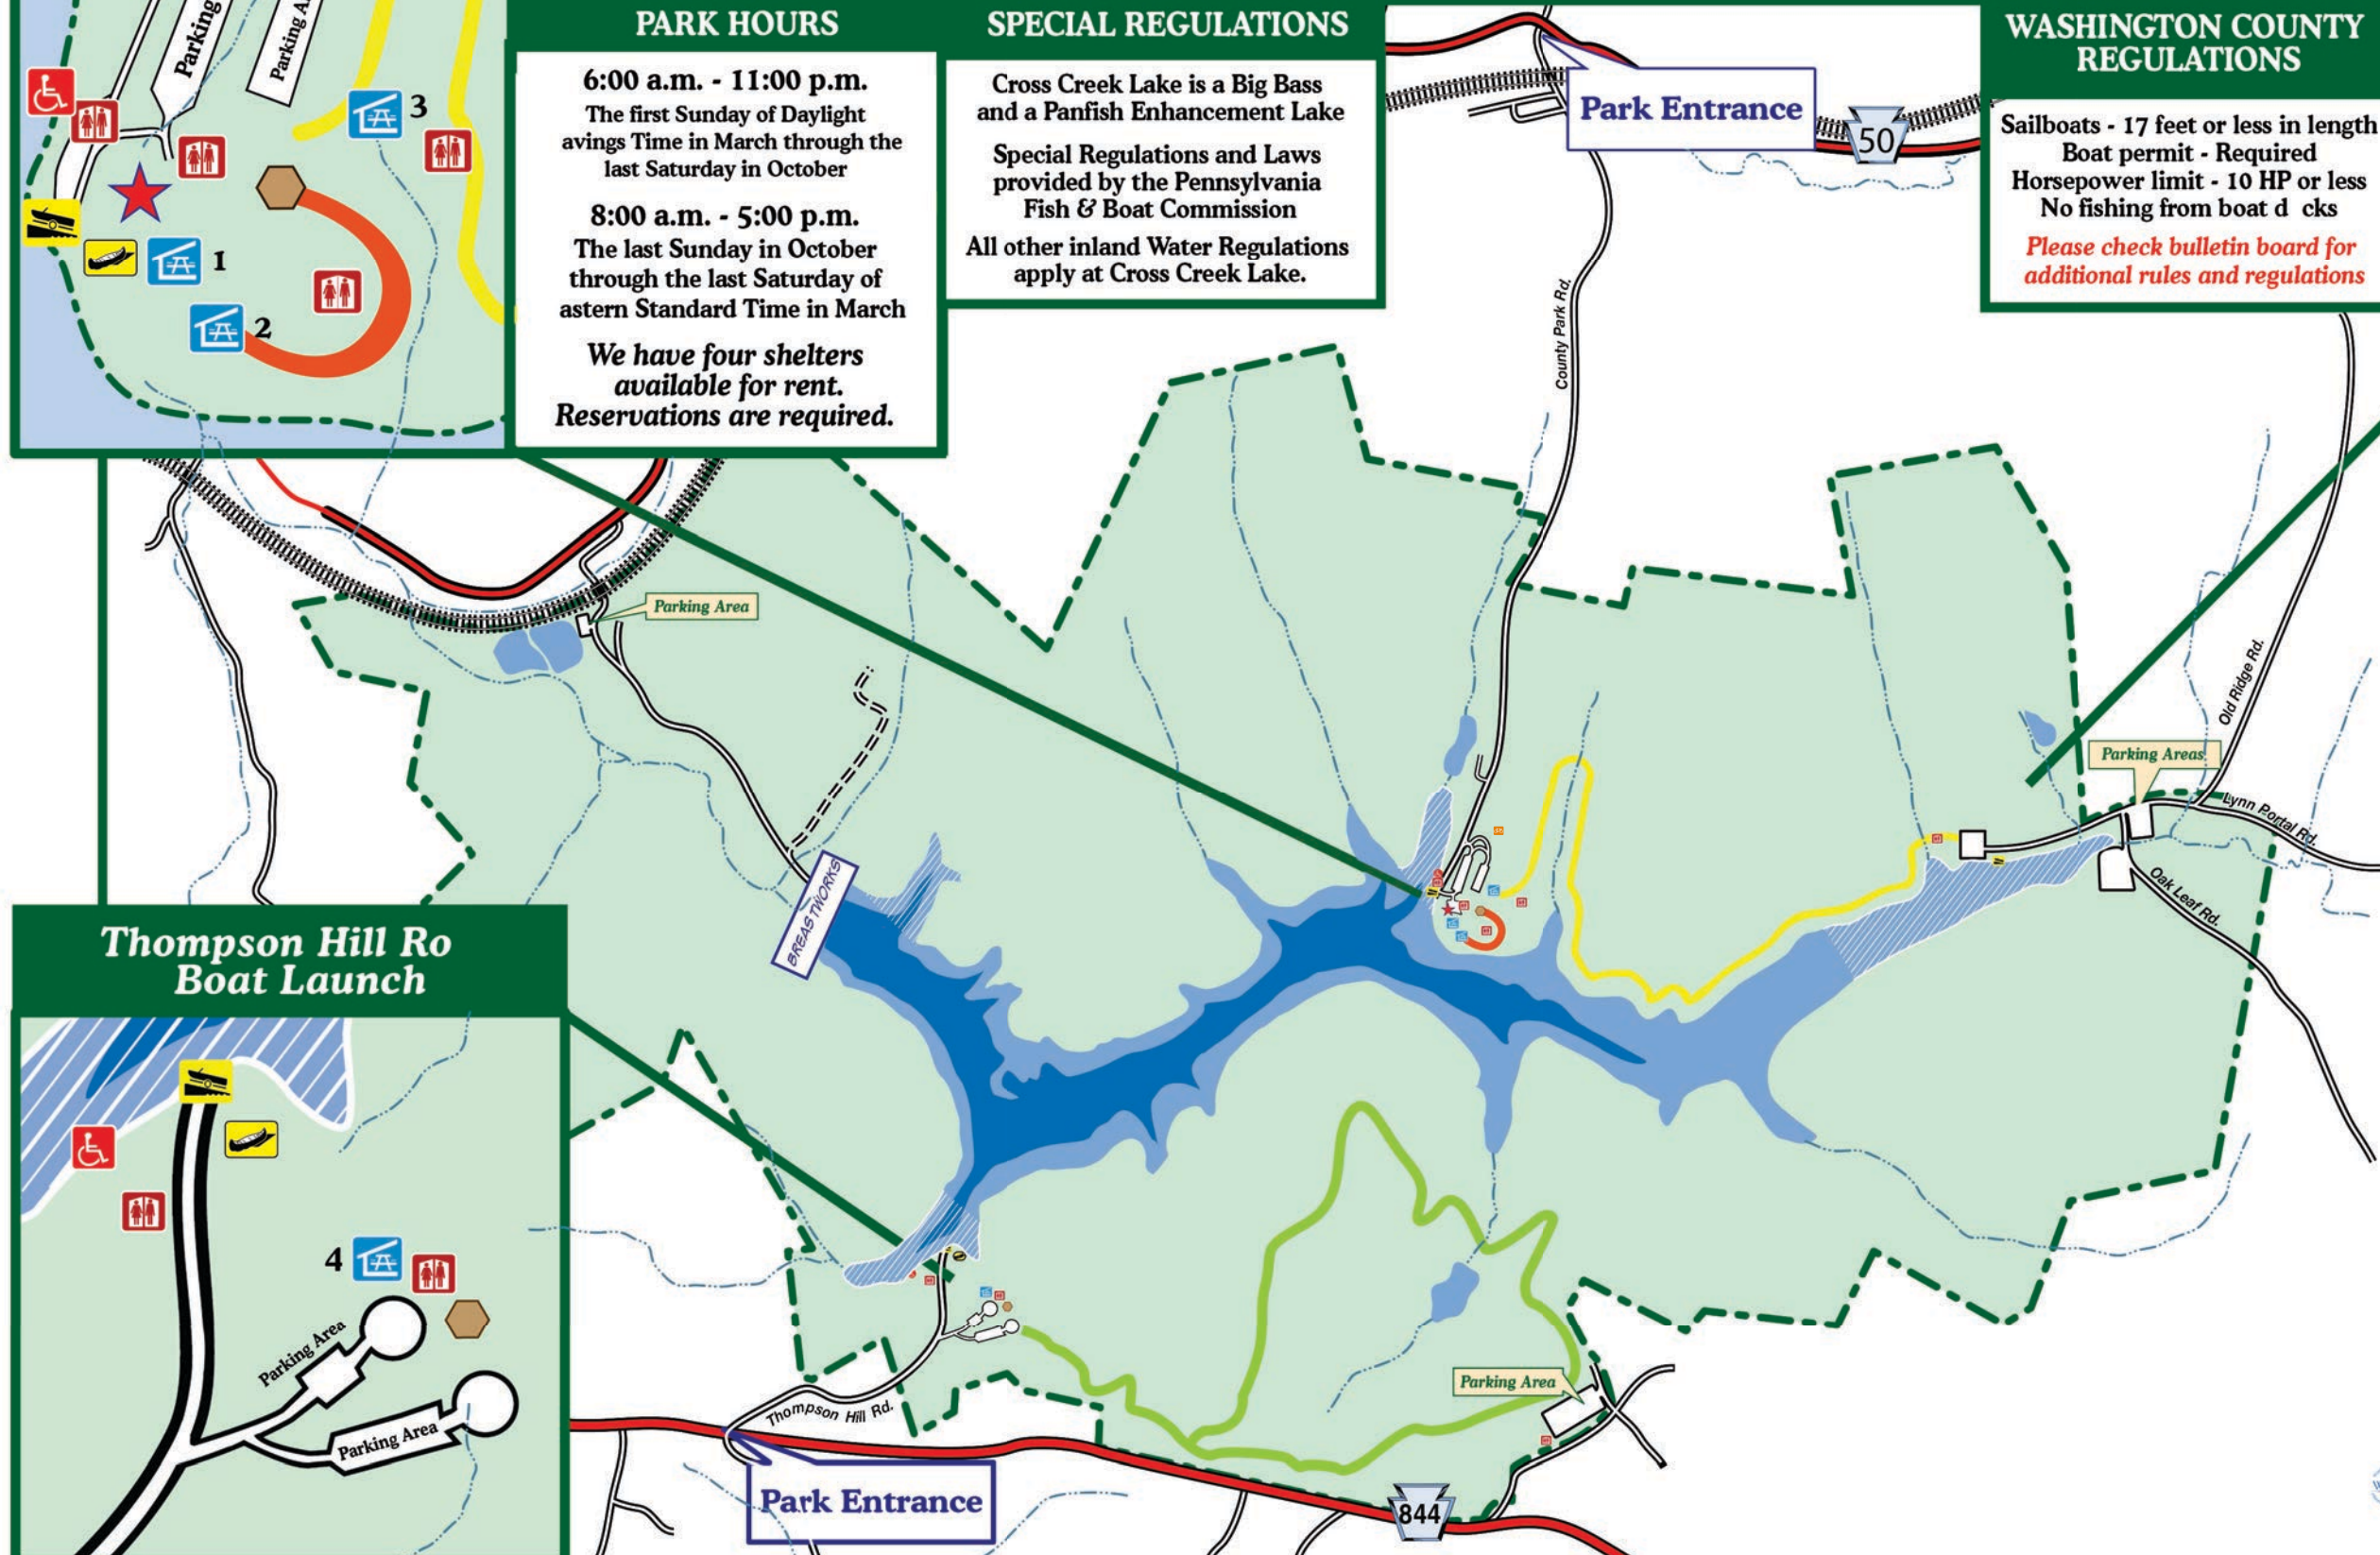 Parking
Parking A
3
1
2
PARK HOURS
6:00 a.m. - 11:00 p.m.
The first Sunday of Daylight
avings Time in March through the
last Saturday in October
8:00 a.m. - 5:00 p.m.
The last Sunday in October
through the last Saturday of
astern Standard Time in March
We have four shelters
available for rent.
Reservations are required.
SPECIAL REGULATIONS
Cross Creek Lake is a Big Bass
and a Panfish Enhancement Lake
Special Regulations and Laws
provided by the Pennsylvania
Fish & Boat Commission
All other inland Water Regulations
apply at Cross Creek Lake.
Park Entrance
50
WASHINGTON COUNTY
REGULATIONS
Sailboats - 17 feet or less in length
Boat permit - Required
Horsepower limit - 10 HP or less
No fishing from boat d cks
Please check bulletin board for
additional rules and regulations
County Park Rd.
Parking Area
Old Ridge Rd.
Parking Areas
Lynn Portal Rd.
Oak Leaf Rd.
BREASTWORKS
Thompson Hill Ro
Boat Launch
4
Parking Area
Parking Area
Thompson Hill Rd.
Parking Area
Park Entrance
844